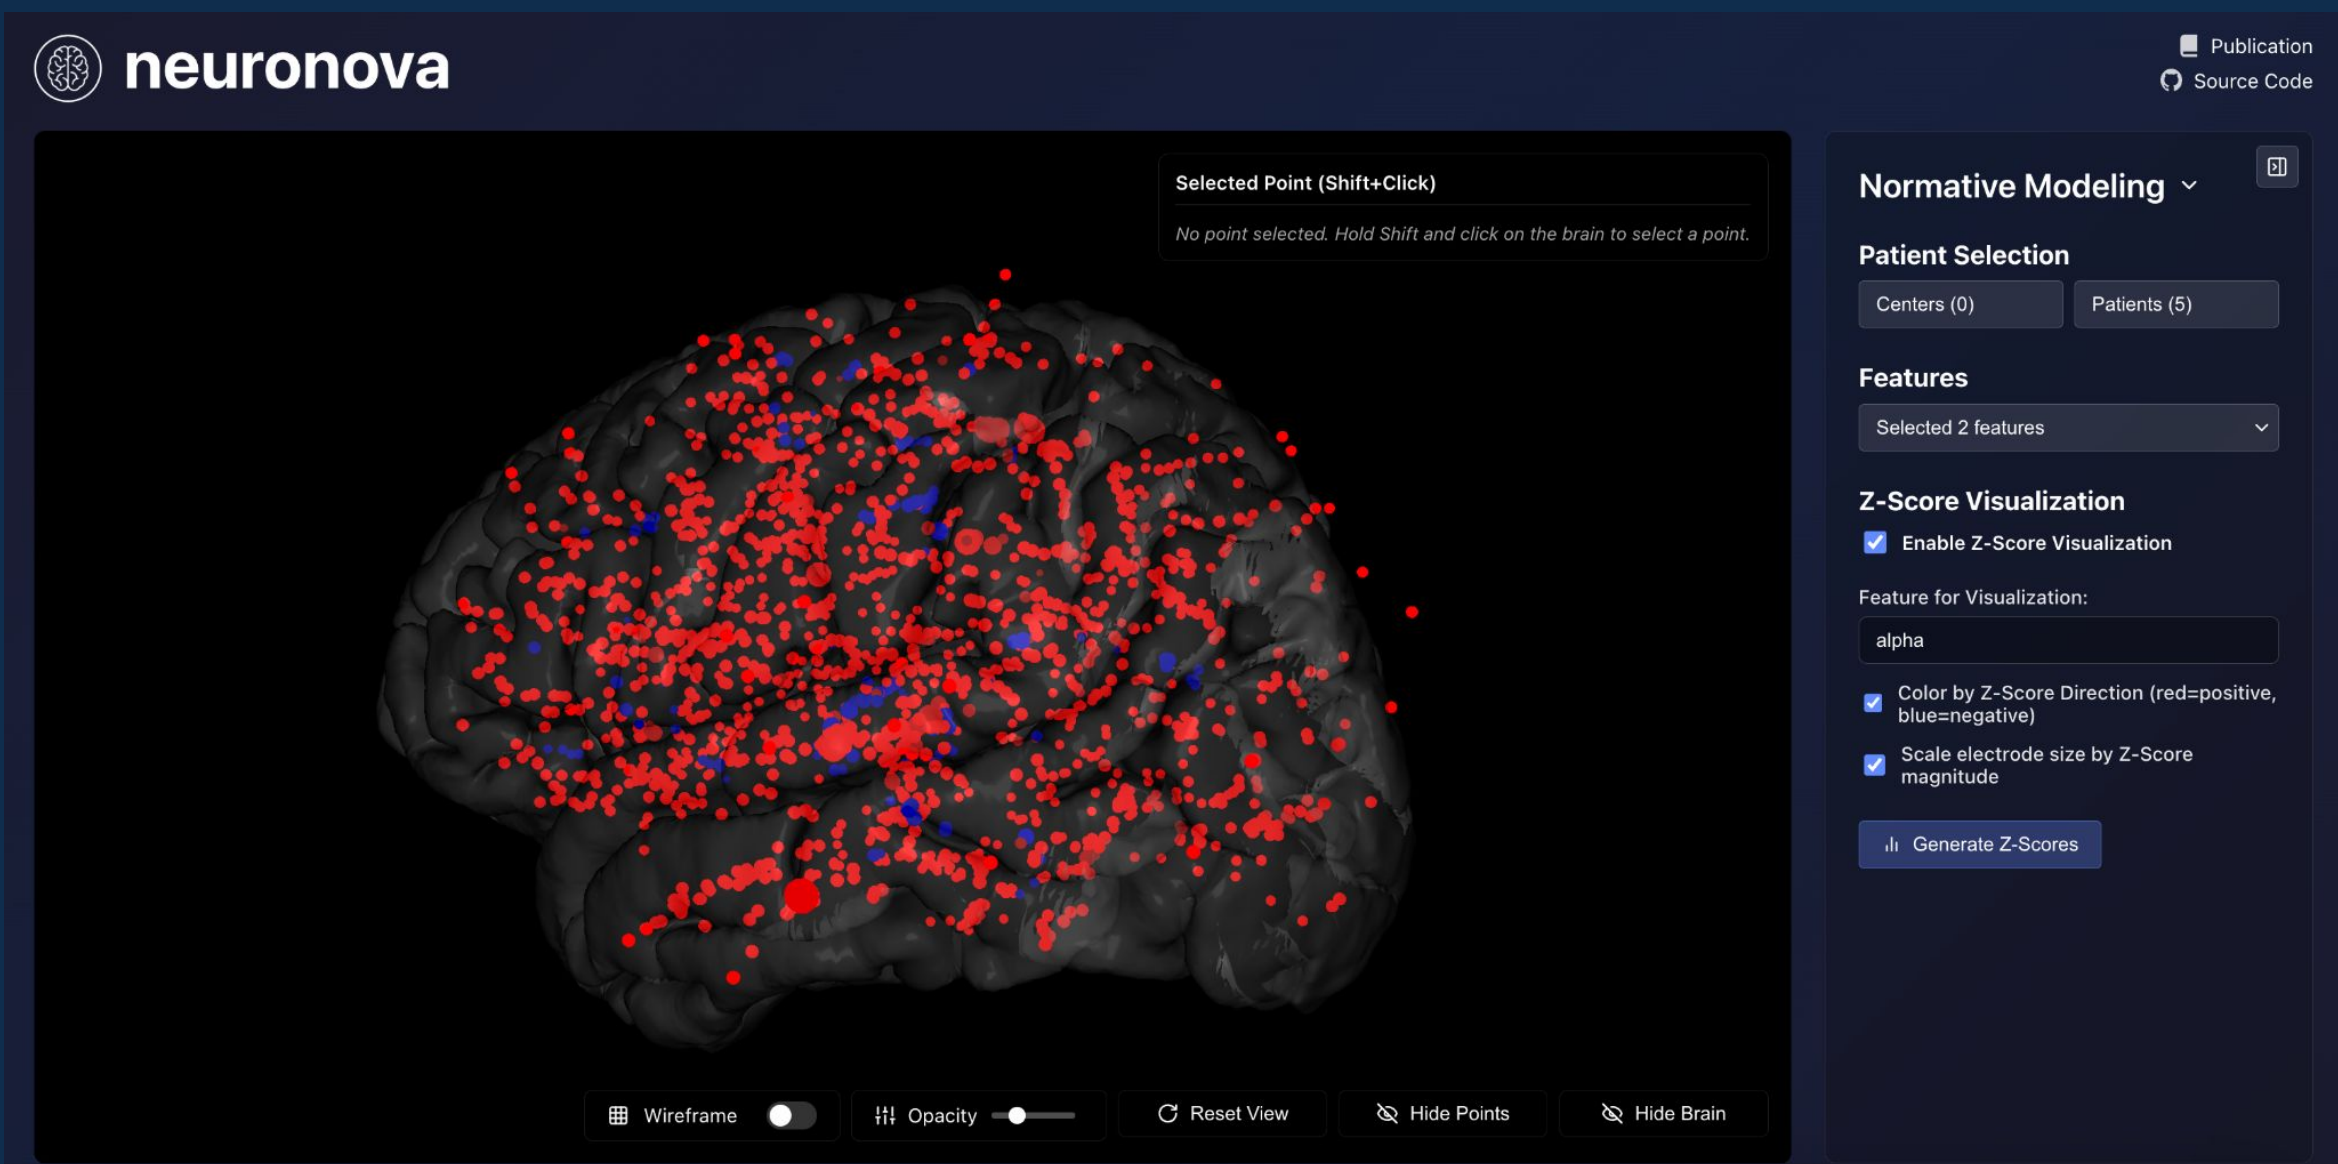 neuronova
Publication
Source Code
Selected Point (Shift+Click)
No point selected. Hold Shift and click on the brain to select a point.
Normative Modeling
Patient Selection
Centers (0)
Patients (5)
Features
Selected 2 features
Z-Score Visualization
Enable Z-Score Visualization
Feature for Visualization:
alpha
Color by Z-Score Direction (red=positive,
blue=negative)
Scale electrode size by Z-Score
magnitude
Generate Z-Scores
Wireframe
Opacity
Reset View
Hide Points
Hide Brain